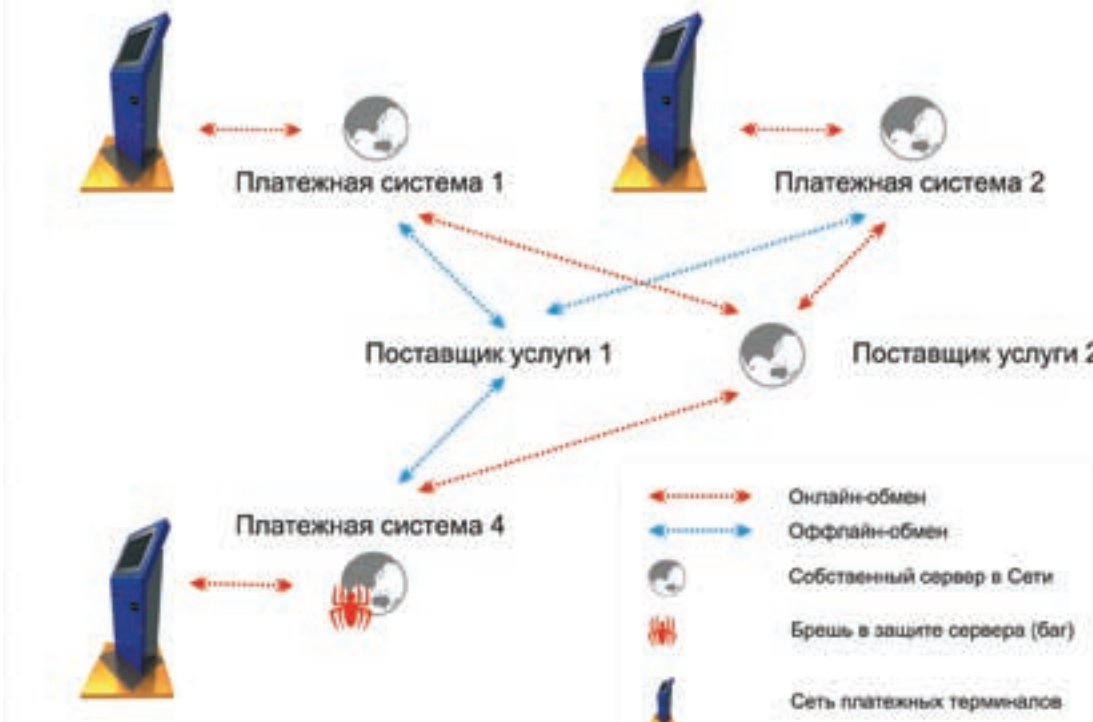 Платежная система 1
Платежная система 2
Поставщик услуги 1
Поставщик услуги 2
Платежная система 4
Онлайн-обмен
Оффлайн-обмен
Собственный сервер в Сети
Брешь в защите сервера (баг)
Сеть платежных терминалов